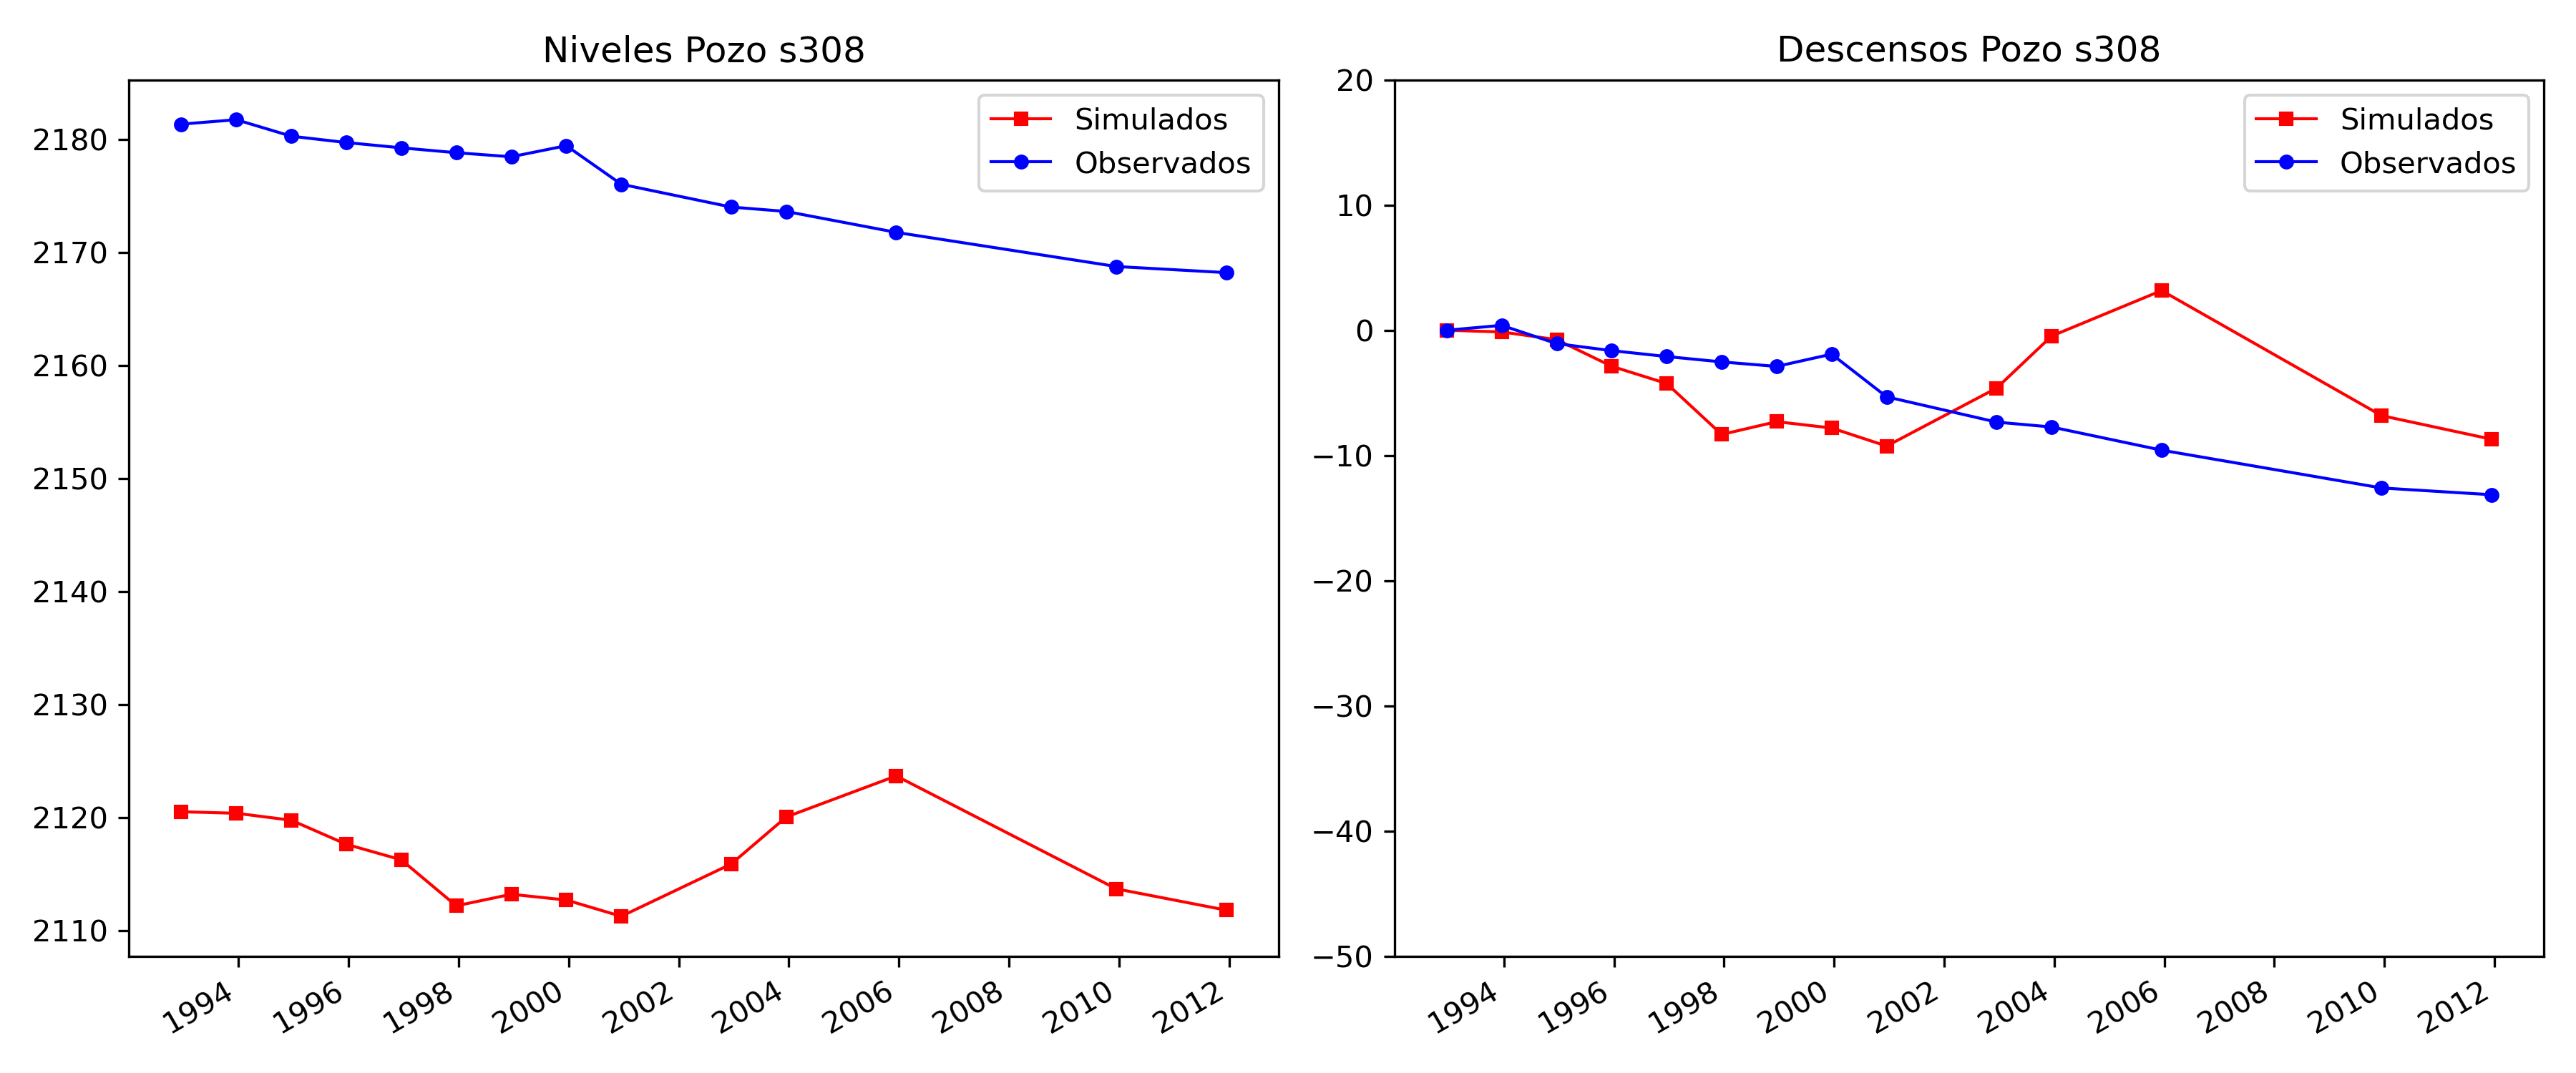 Niveles Pozo s308
2180
2170
2160
2150
2140
2130
2120
2110
1994 1996 1998 2000 2002 2004 2006 2008 2010 2012
Simulados
Observados
Descensos Pozo s308
20
10
0
−10
−20
−30
−40
−50
1994 1996 1998 2000 2002 2004 2006 2008 2010 2012
Simulados
Observados